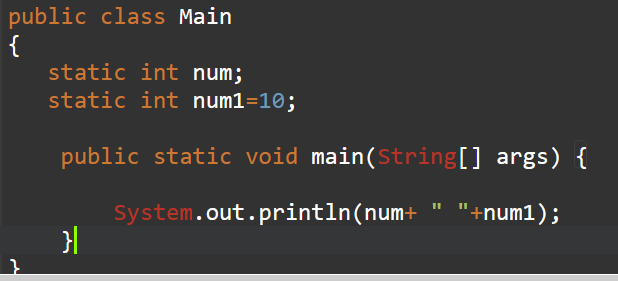 public class Main
{
static int num;
static int num1=10;
public static void main(String[] args) {
System.out.println(num+ " "+num1);
}
}